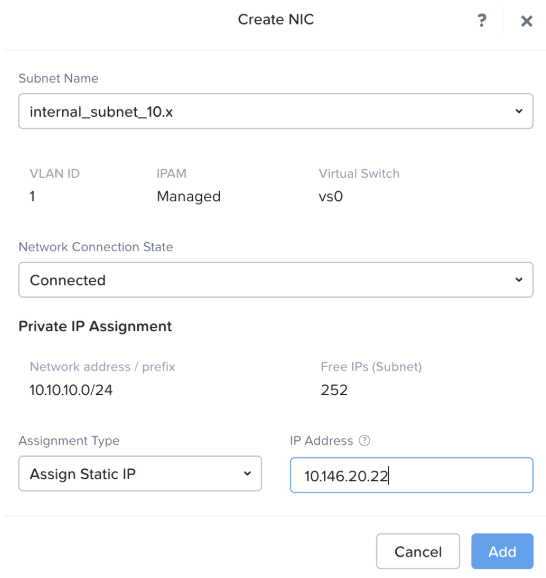 Create NIC
?
Subnet Name
internal_subnet_10.x
VLAN ID IPAM Virtual Switch
1 Managed vs0
Network Connection State
Connected
Private IP Assignment
Network address / prefix Free IPs (Subnet)
10.10.10.0/24 252
Assignment Type IP Address ?
Assign Static IP 10.146.20.22
Cancel Add